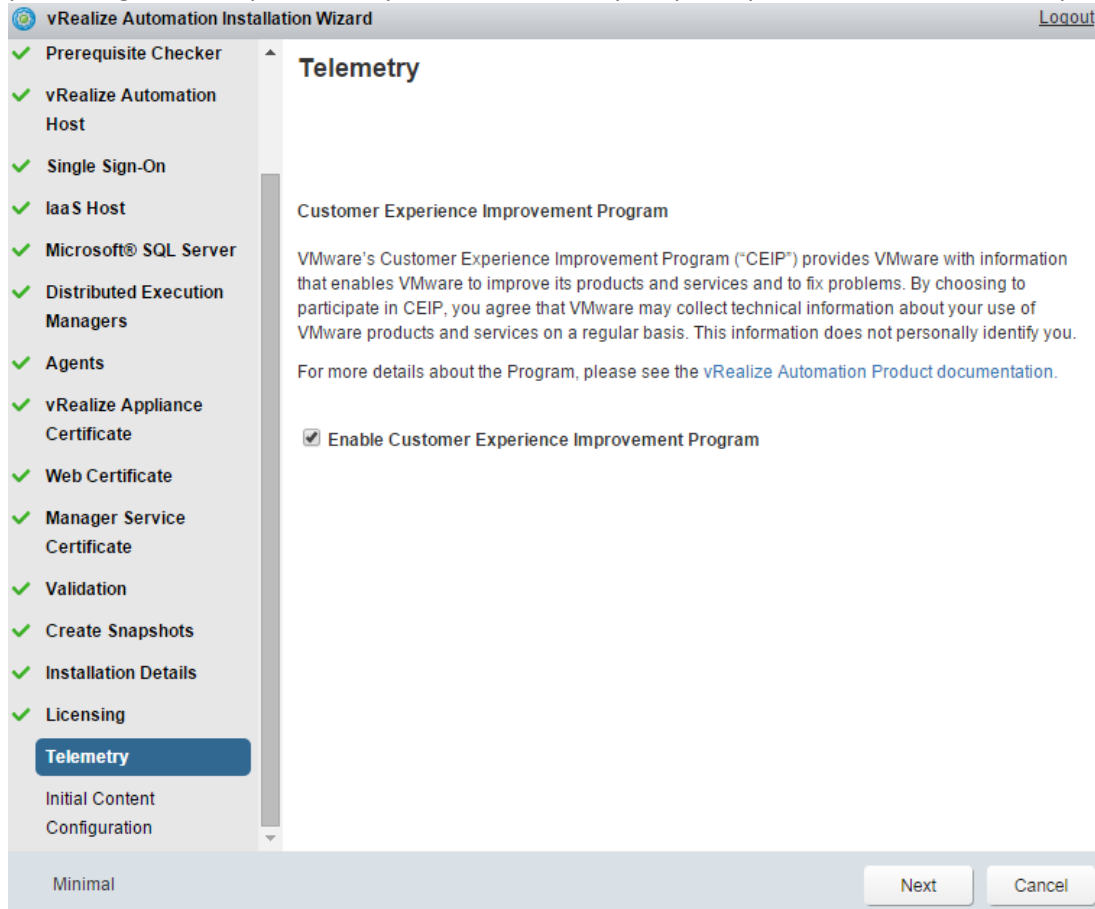 vRealize Automation Installation Wizard
Logout
Prerequisite Checker
vRealize Automation
Host
Single Sign-On
IaaS Host
Microsoft® SQL Server
Distributed Execution
Managers
Agents
vRealize Appliance
Certificate
Web Certificate
Manager Service
Certificate
Validation
Create Snapshots
Installation Details
Licensing
Telemetry
Initial Content
Configuration
Minimal
Telemetry
Customer Experience Improvement Program
VMware's Customer Experience Improvement Program (“CEIP”) provides VMware with information
that enables VMware to improve its products and services and to fix problems. By choosing to
participate in CEIP, you agree that VMware may collect technical information about your use of
VMware products and services on a regular basis. This information does not personally identify you.
For more details about the Program, please see the vRealize Automation Product documentation.
Enable Customer Experience Improvement Program
Next
Cancel